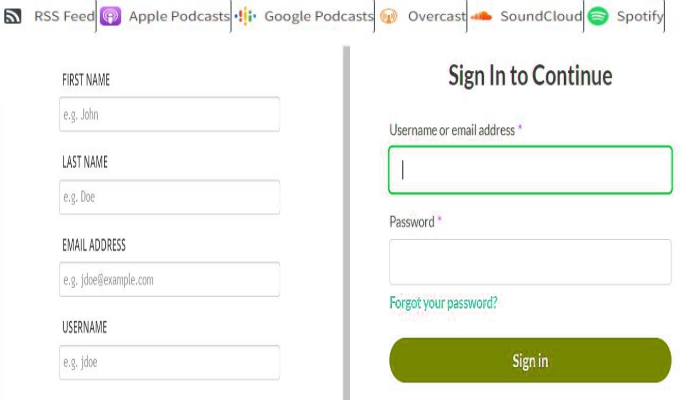 RSS Feed Apple Podcasts Google Podcasts Overcast SoundCloud Spotify
FIRST NAME
e.g. John
LAST NAME
e.g. Doe
EMAIL ADDRESS
e.g. jdoe@example.com
USERNAME
e.g. jdoe
Sign In to Continue
Username or email address *
Password *
Forgot your password?
Sign in